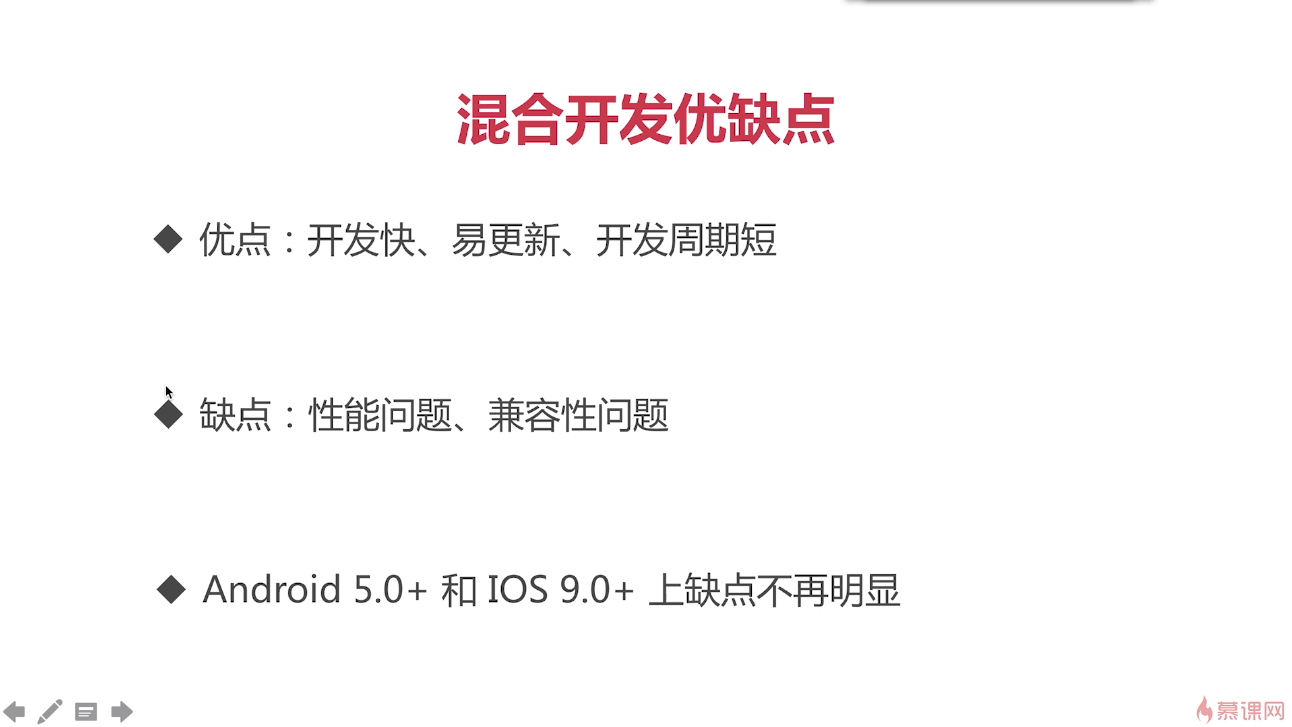 混合开发优缺点
◆ 优点：开发快、易更新、开发周期短
◆ 缺点：性能问题、兼容性问题
◆ Android 5.0+ 和 IOS 9.0+ 上缺点不再明显
慕课网